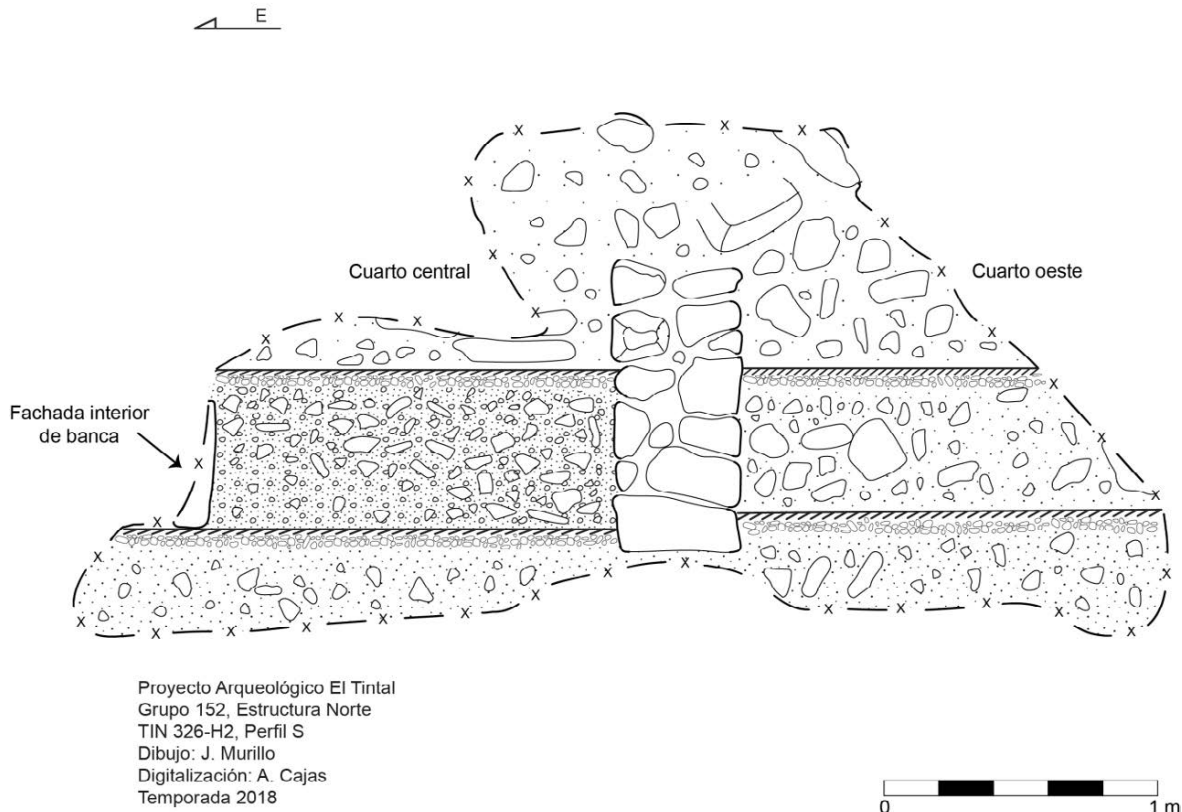 E
Cuarto central
Cuarto oeste
Fachada interior
de banca
Proyecto Arqueológico El Tintal
Grupo 152, Estructura Norte
TIN 326-H2, Perfil S
Dibujo: J. Murillo
Digitalización: A. Cajas
Temporada 2018
0 1 m